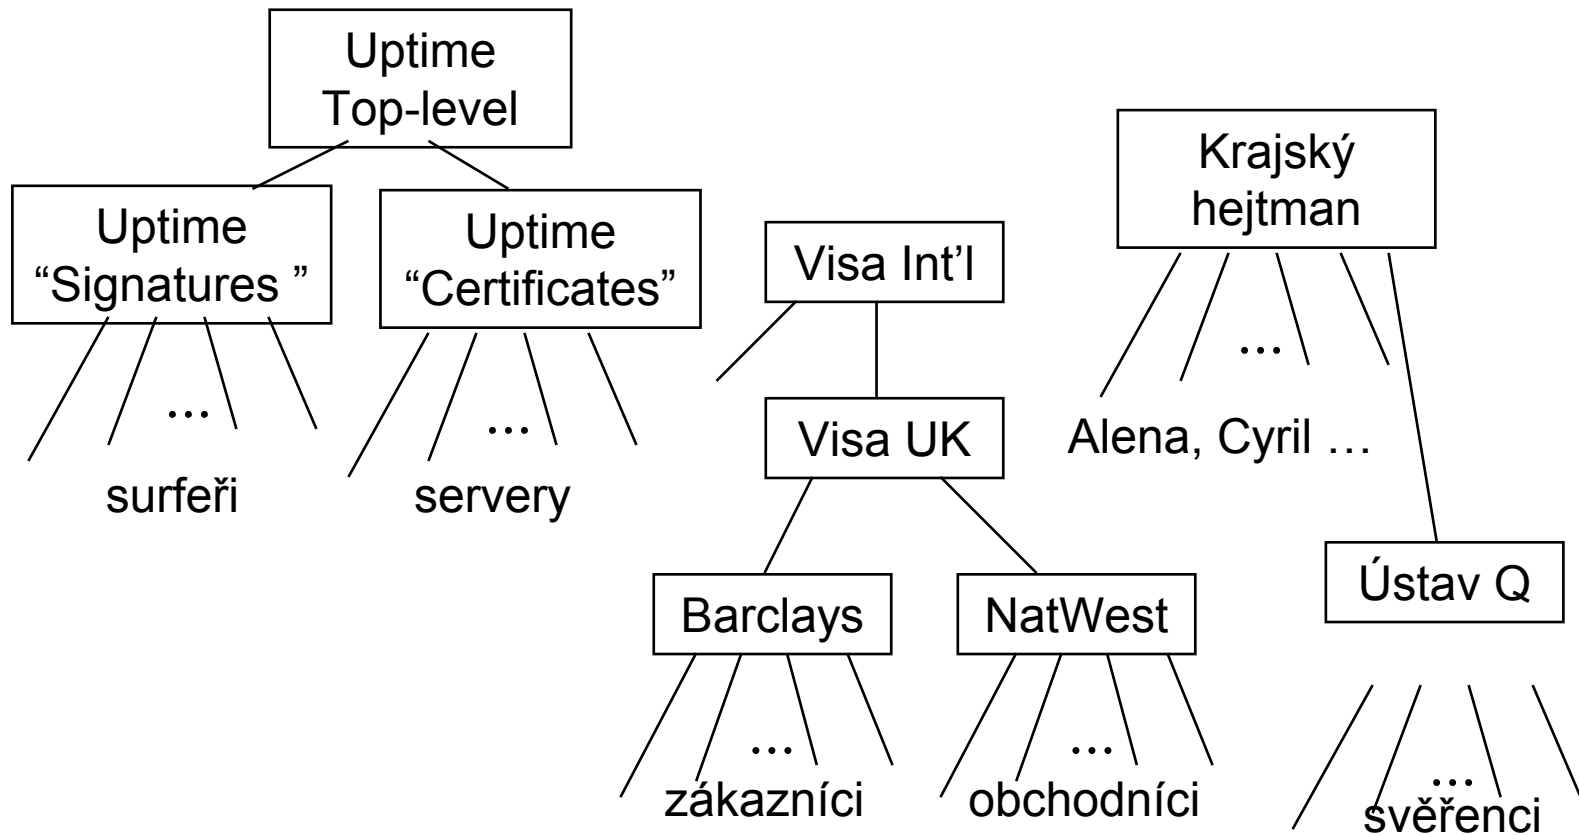 Uptime
Top-level
Uptime
“Signatures ”
Uptime
“Certificates”
...
surfeři
...
servery
Visa Int’l
Visa UK
Barclays
NatWest
...
zákazníci
...
obchodníci
Krajský
hejtman
...
Alena, Cyril …
Ústav Q
...
svěřenci